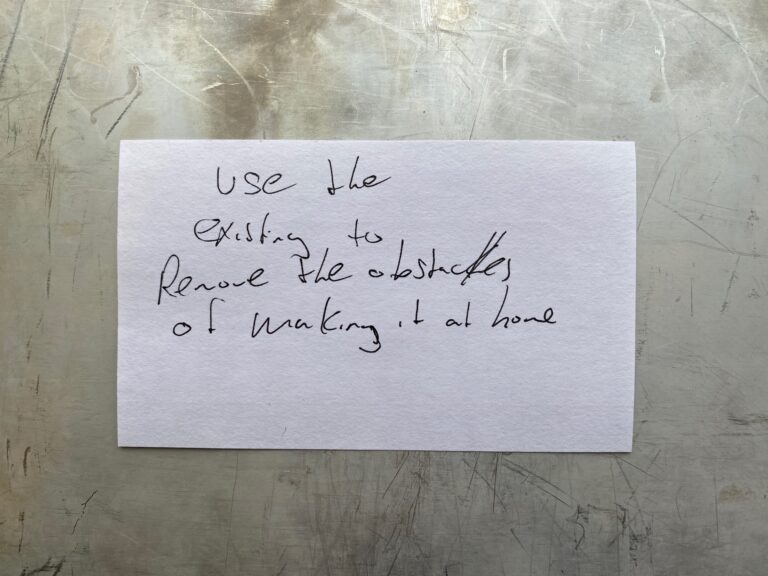 use the
existing to
Remove the obstacles
of making it at home